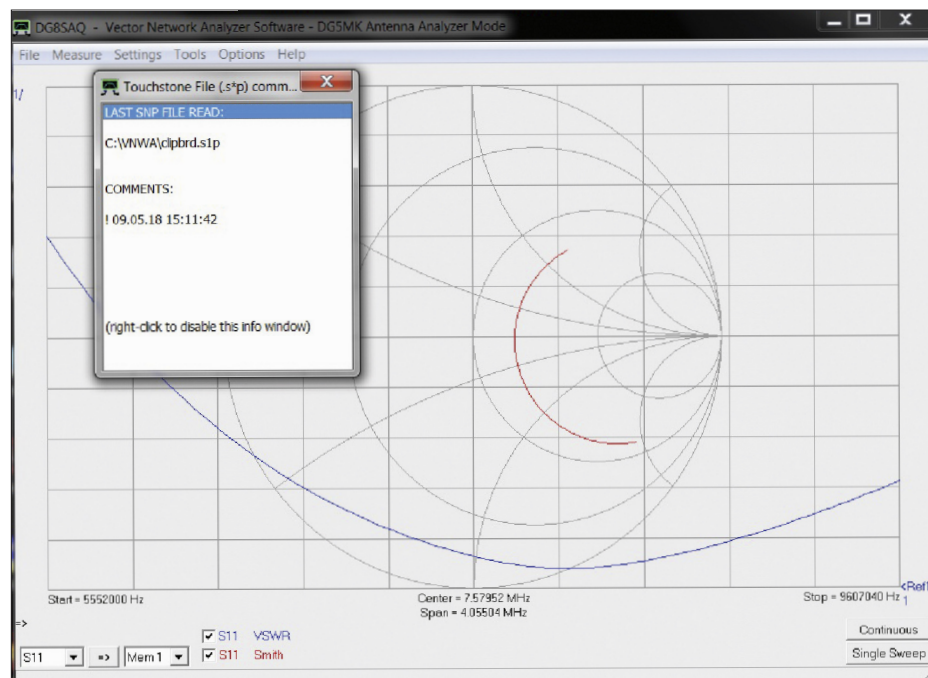 DG8SAQ - Vector Network Analyzer Software - DG5MK Antenna Analyzer Mode
File Measure Settings Tools Options Help
1/
Touchstone File (.s*p) comm...
LAST SNP FILE READ:
C:\VNWA\clipbrd.s1p
COMMENTS:
! 09.05.18 15:11:42
(right-click to disable this info window)
<Ref1
Start = 5552000 Hz
Center = 7.57952 MHz
Stop = 9607040 Hz
1
Span = 4.05504 MHz
=>
S11 VSWR
Continuous
S11
=>
Mem1
S11 Smith
Single Sweep